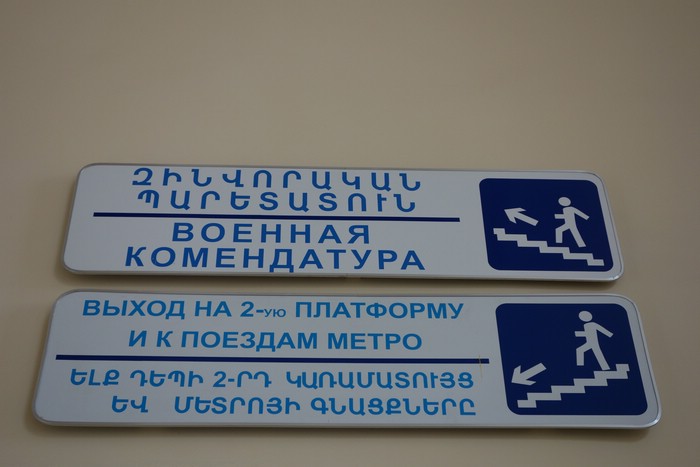 ԶԻՆՎՈՐԱԿԱՆ
ՊԱՐԵՏԱՏՈՒՆ
ВОЕННАЯ
КОМЕНДАТУРА
ВЫХОД НА 2-УЮ ПЛАТФОРМУ
И К ПОЕЗДАМ МЕТРО
ԵԼՔ ԴԵՊԻ 2-ՐԴ ԿԱՌԱՄԱՏՈՒՅՑ
ԵՎ ՄԵՏՐՈՅԻ ԳՆԱՑՔՆԵՐԸ